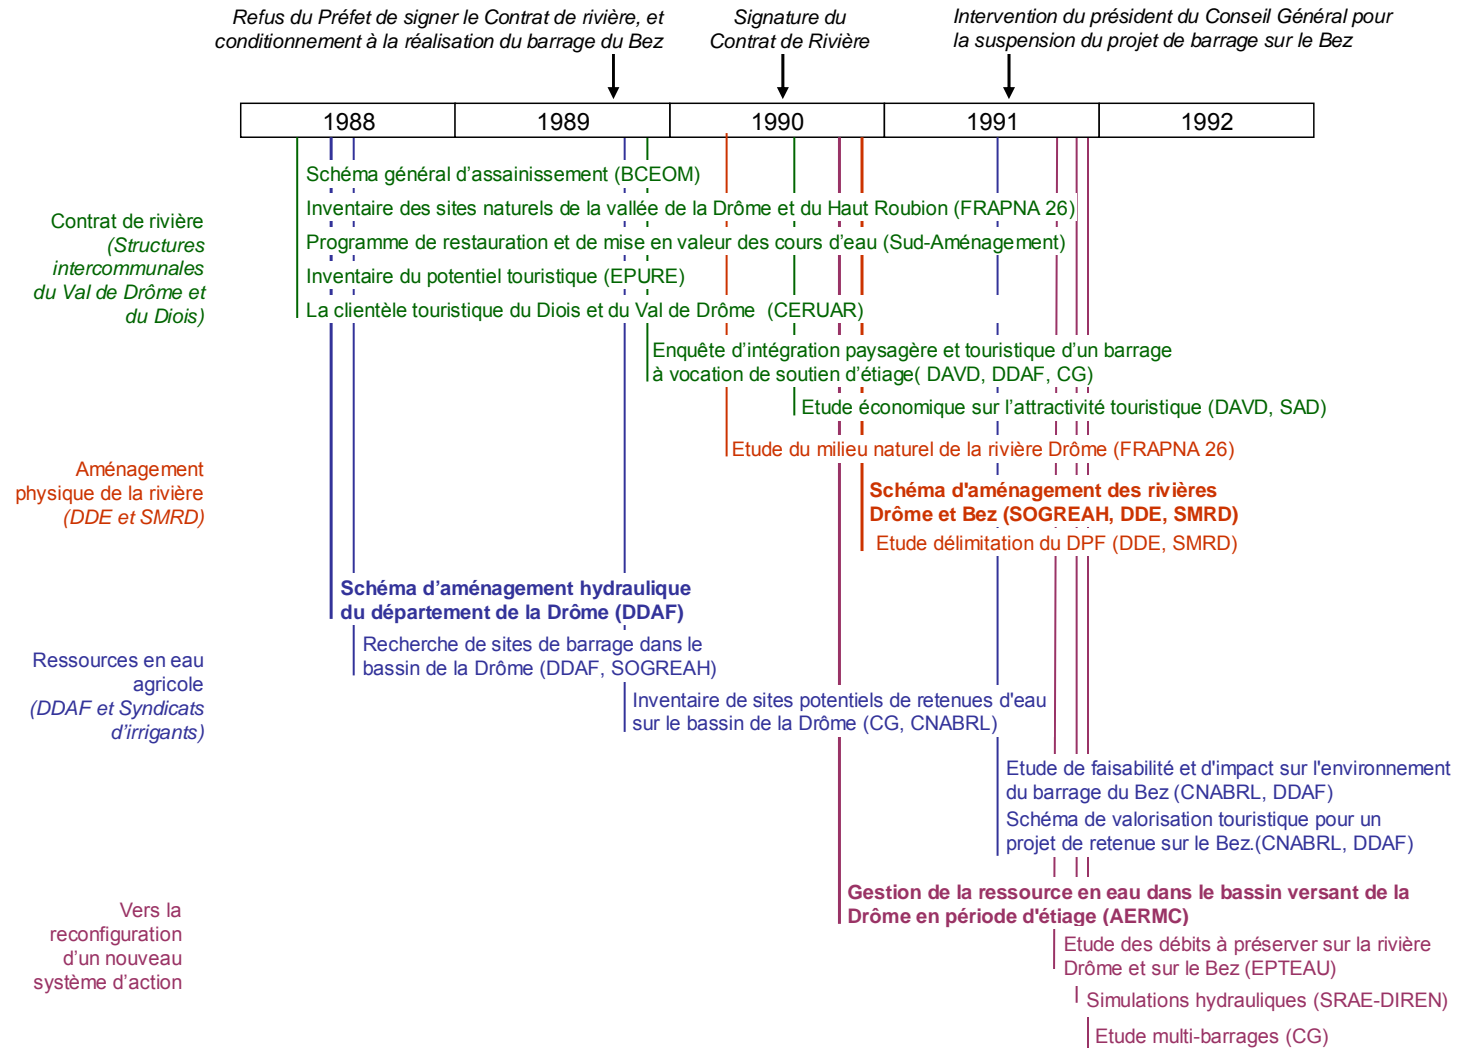 Refus du Préfet de signer le Contrat de rivière, et
conditionnement à la réalisation du barrage du Bez
Signature du
Contrat de Rivière
Intervention du président du Conseil Général pour
la suspension du projet de barrage sur le Bez
1988
1989
1990
1991
1992
Contrat de rivière
(Structures
intercommunales
du Val de Drôme et
du Diois)
Schéma général d’assainissement (BCEOM)
Inventaire des sites naturels de la vallée de la Drôme et du Haut Roubion (FRAPNA 26)
Programme de restauration et de mise en valeur des cours d’eau (Sud-Aménagement)
Inventaire du potentiel touristique (EPURE)
La clientèle touristique du Diois et du Val de Drôme (CERUAR)
Enquête d’intégration paysagère et touristique d’un barrage
à vocation de soutien d’étiage( DAVD, DDAF, CG)
Etude économique sur l’attractivité touristique (DAVD, SAD)
Aménagement
physique de la rivière
(DDE et SMRD)
Etude du milieu naturel de la rivière Drôme (FRAPNA 26)
Schéma d'aménagement des rivières
Drôme et Bez (SOGREAH, DDE, SMRD)
Etude délimitation du DPF (DDE, SMRD)
Ressources en eau
agricole
(DDAF et Syndicats
d’irrigants)
Schéma d’aménagement hydraulique
du département de la Drôme (DDAF)
Recherche de sites de barrage dans le
bassin de la Drôme (DDAF, SOGREAH)
Inventaire de sites potentiels de retenues d'eau
sur le bassin de la Drôme (CG, CNABRL)
Etude de faisabilité et d'impact sur l'environnement
du barrage du Bez (CNABRL, DDAF)
Schéma de valorisation touristique pour un
projet de retenue sur le Bez.(CNABRL, DDAF)
Vers la
reconfiguration
d’un nouveau
système d’action
Gestion de la ressource en eau dans le bassin versant de la
Drôme en période d'étiage (AERMC)
Etude des débits à préserver sur la rivière
Drôme et sur le Bez (EPTEAU)
Simulations hydrauliques (SRAE-DIREN)
Etude multi-barrages (CG)